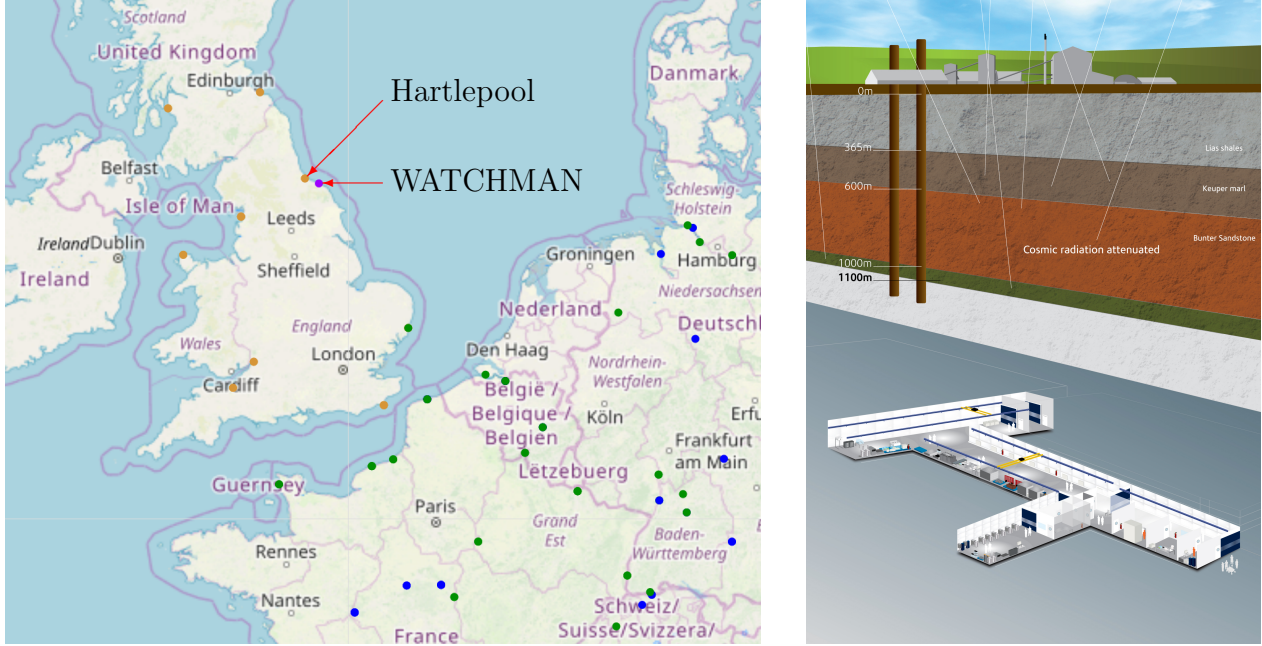 Scotland
United Kingdom
Edinburgh
Hartlepool
Danmark
Belfast
WATCHMAN
Isle of Man
Schleswig-
Holstein
Leeds
IrelandDublin
Groningen
Hamburg
Ireland
Sheffield
Niedersachsen
Nederland
England
Deutschl
Wales
London
Den Haag
Nordrhein-
Westfalen
Cardiff
België /
Belgique /
Belgien
Köln
Erfu
Frankfurt
am Main
Lëtzebuerg
Guernsey
Paris
Grand
Est
Baden-
Württemberg
Rennes
Nantes
Schweiz/
Suisse/Svizzera/
France
0m
365m
Lias shales
600m
Keuper marl
Bunter Sandstone
Cosmic radiation attenuated
1000m
1100m